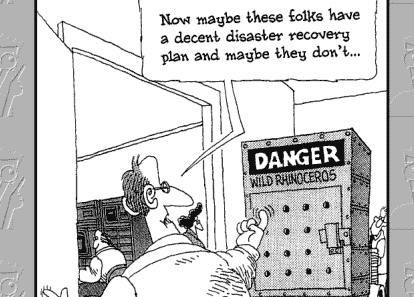 Now maybe these folks have
a decent disaster recovery
plan and maybe they don't...
DANGER
WILD RHINOCEROS